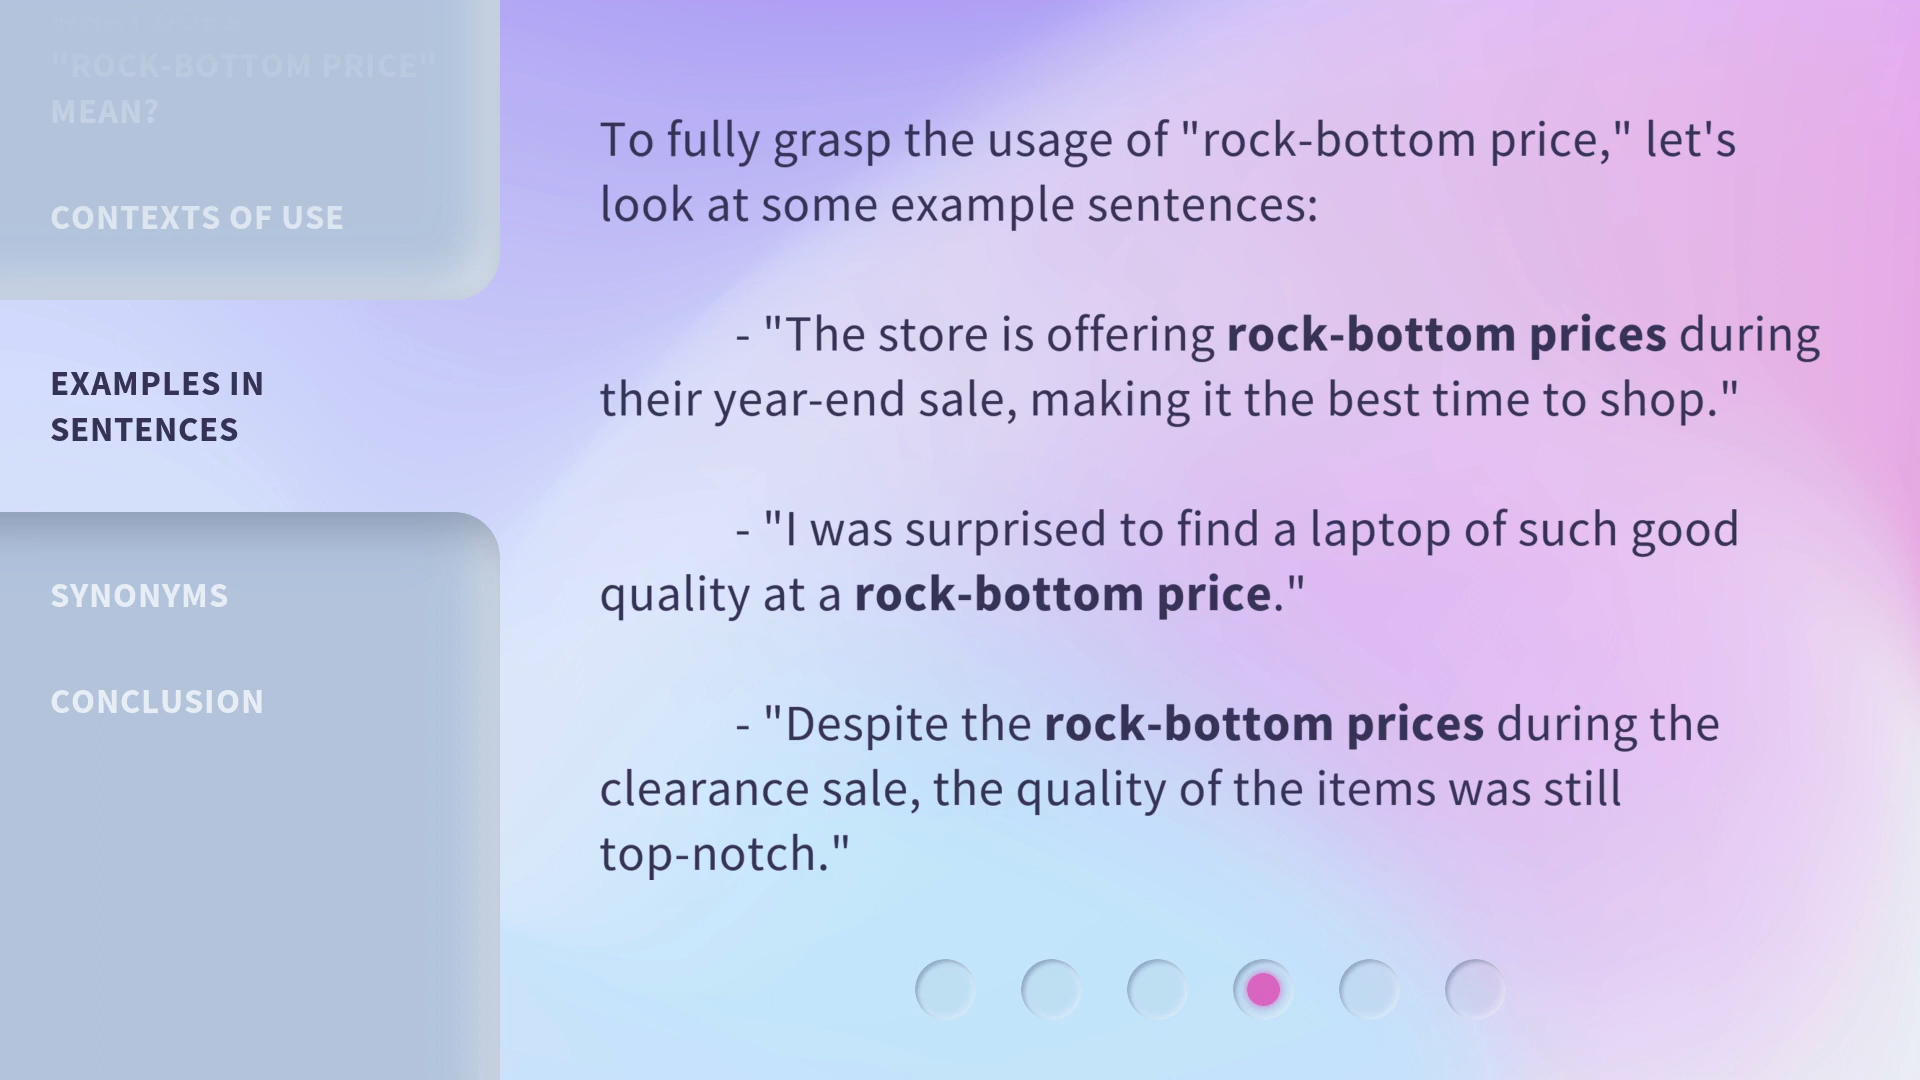 "ROCK-BOTTOM PRICE"
MEAN?
CONTEXTS OF USE
EXAMPLES IN
SENTENCES
SYNONYMS
CONCLUSION
To fully grasp the usage of "rock-bottom price," let's
look at some example sentences:
- "The store is offering rock-bottom prices during
their year-end sale, making it the best time to shop."
- "I was surprised to find a laptop of such good
quality at a rock-bottom price."
- "Despite the rock-bottom prices during the
clearance sale, the quality of the items was still
top-notch."